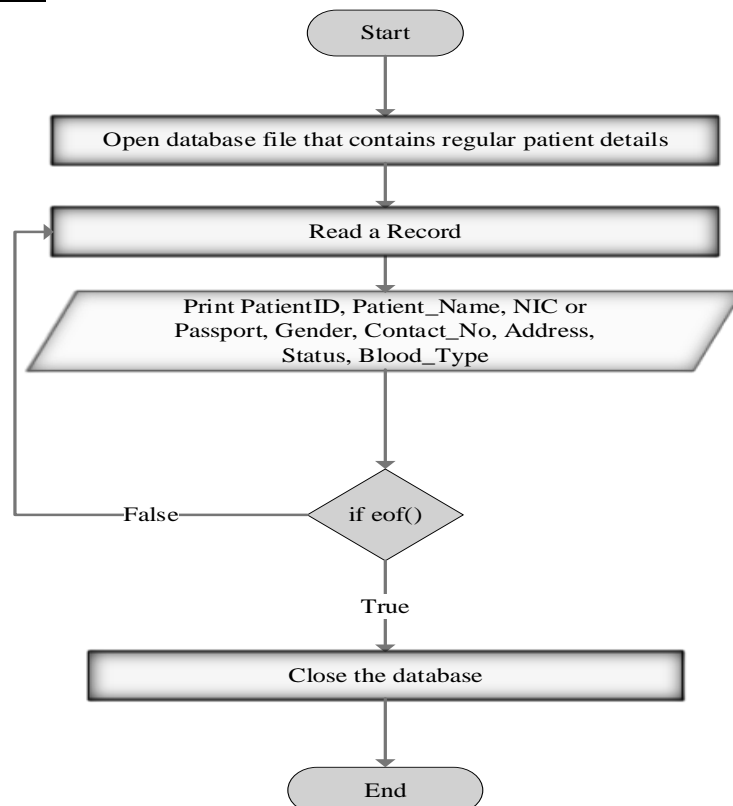 Start
Open database file that contains regular patient details
Read a Record
Print PatientID, Patient_Name, NIC or
Passport, Gender, Contact_No, Address,
Status, Blood_Type
if eof()
False
True
Close the database
End